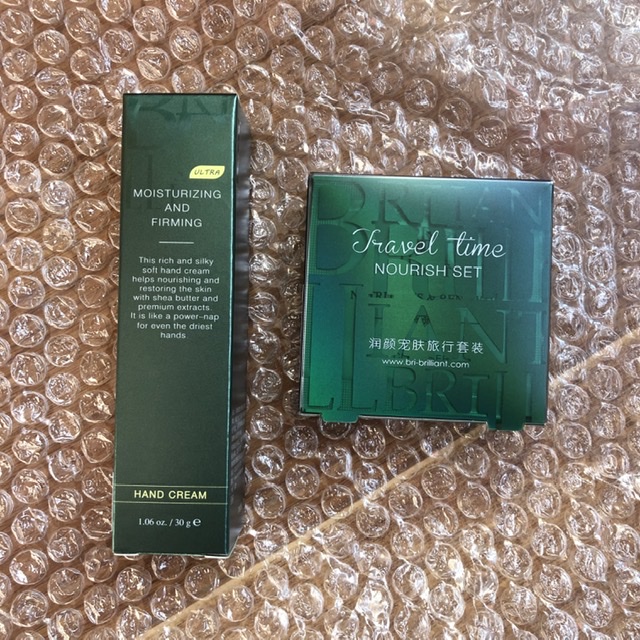 ULTRA
MOISTURIZING
AND
FIRMING
This rich and silky
soft hand cream
helps nourishing and
restoring the skin
with shea butter and
premium extracts.
It is like a power-nap
for even the driest
hands
HAND CREAM
1.06 oz. / 30 g ℮
Travel time
NOURISH SET
润颜宠肤旅行套装
www.bri-brilliant.com